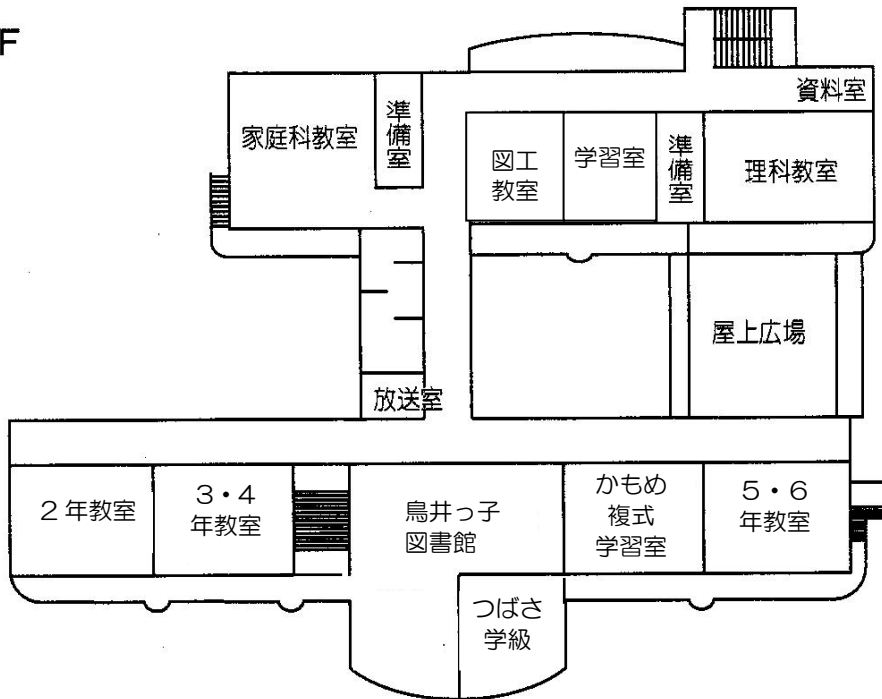 F
資料室
家庭科教室
準備室
図工
教室
学習室
準備室
理科教室
屋上広場
放送室
2年教室
3・4
年教室
鳥井っ子
図書館
かもめ
複式
学習室
5・6
年教室
つばさ
学級